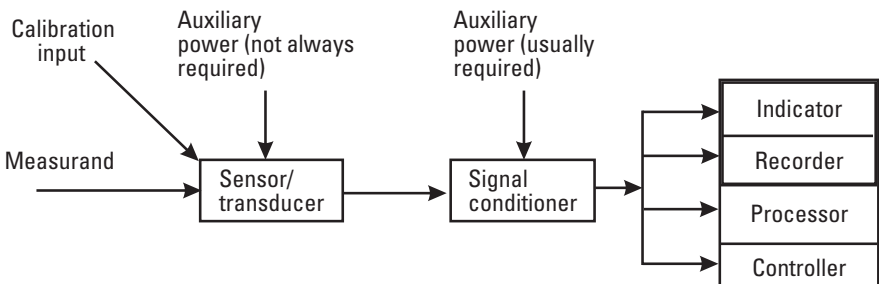 Calibration
input
Auxiliary
power (not always
required)
Auxiliary
power (usually
required)
Measurand
Sensor/
transducer
Signal
conditioner
Indicator
Recorder
Processor
Controller